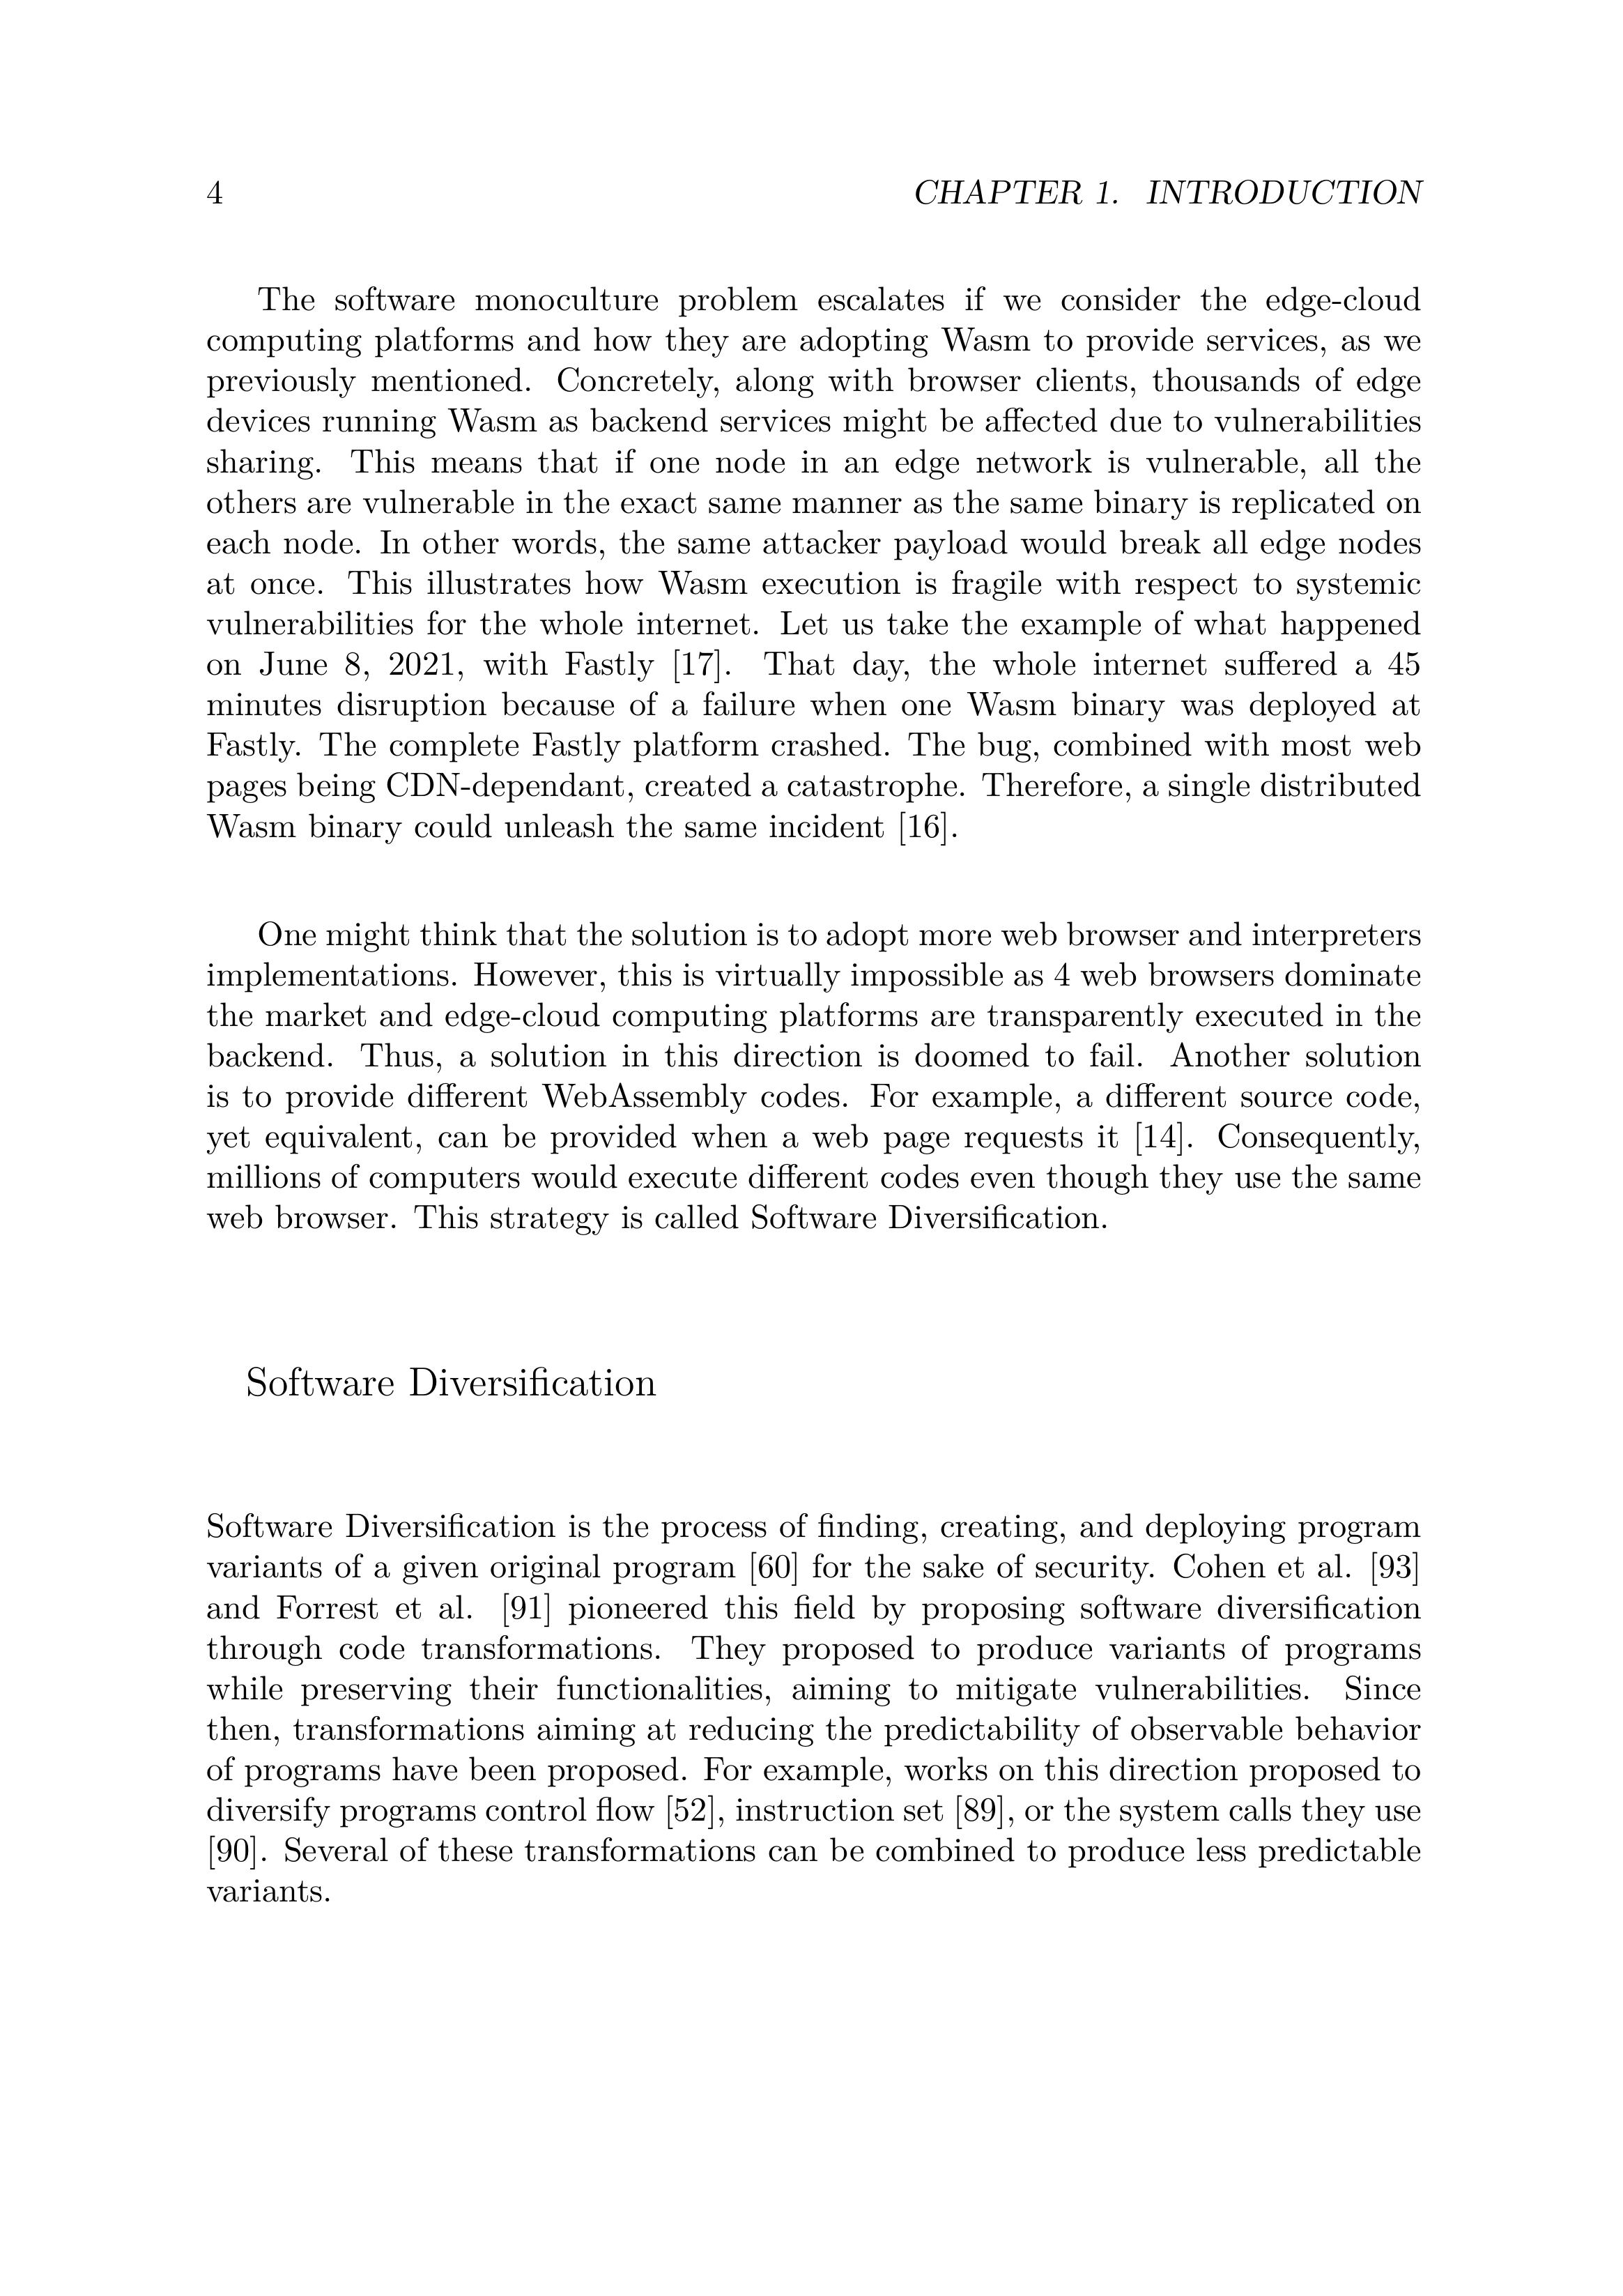 4 CHAPTER 1. INTRODUCTION
The software monoculture problem escalates if we consider the edge-cloud
computing platforms and how they are adopting Wasm to provide services, as we
previously mentioned. Concretely, along with browser clients, thousands of edge
devices running Wasm as backend services might be affected due to vulnerabilities
sharing. This means that if one node in an edge network is vulnerable, all the
others are vulnerable in the exact same manner as the same binary is replicated on
each node. In other words, the same attacker payload would break all edge nodes
at once. This illustrates how Wasm execution is fragile with respect to systemic
vulnerabilities for the whole internet. Let us take the example of what happened
on June 8, 2021, with Fastly [17]. That day, the whole internet suffered a 45
minutes disruption because of a failure when one Wasm binary was deployed at
Fastly. The complete Fastly platform crashed. The bug, combined with most web
pages being CDN-dependant, created a catastrophe. Therefore, a single distributed
Wasm binary could unleash the same incident [16].
One might think that the solution is to adopt more web browser and interpreters
implementations. However, this is virtually impossible as 4 web browsers dominate
the market and edge-cloud computing platforms are transparently executed in the
backend. Thus, a solution in this direction is doomed to fail. Another solution
is to provide different WebAssembly codes. For example, a different source code,
yet equivalent, can be provided when a web page requests it [14]. Consequently,
millions of computers would execute different codes even though they use the same
web browser. This strategy is called Software Diversification.
Software Diversification
Software Diversification is the process of finding, creating, and deploying program
variants of a given original program [60] for the sake of security. Cohen et al. [93]
and Forrest et al. [91] pioneered this field by proposing software diversification
through code transformations. They proposed to produce variants of programs
while preserving their functionalities, aiming to mitigate vulnerabilities. Since
then, transformations aiming at reducing the predictability of observable behavior
of programs have been proposed. For example, works on this direction proposed to
diversify programs control flow [52], instruction set [89], or the system calls they use
[90]. Several of these transformations can be combined to produce less predictable
variants.